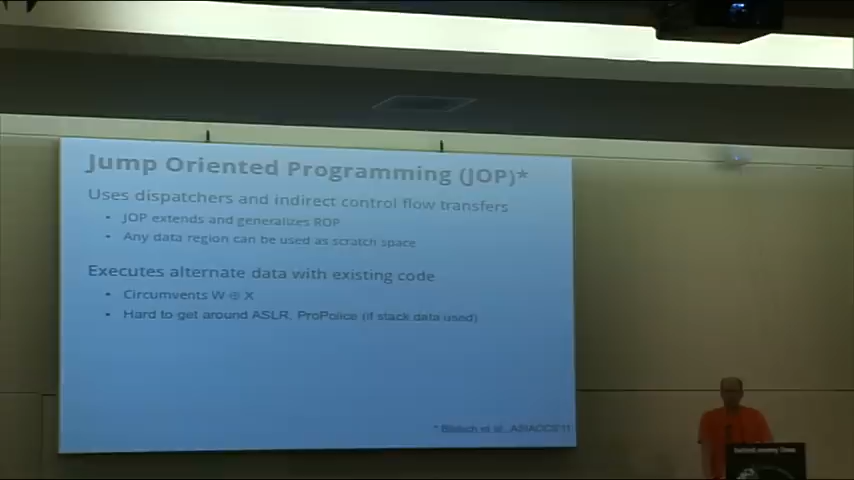 Jump Oriented Programming (JOP)*
Uses dispatchers and indirect control flow transfers
• JOP extends and generalizes ROP
• Any data region can be used as scratch space
Executes alternate data with existing code
• Circumvents W ⊕ X
• Hard to get around ASLR, ProPolice (if stack data used)
* Bletsch et al., ASIACCS'11